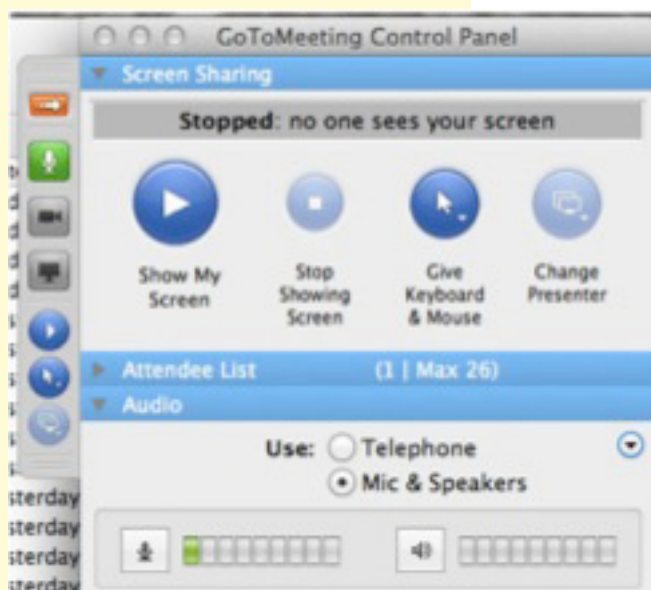 GoToMeeting Control Panel
Screen Sharing
Stopped: no one sees your screen
Show My
Screen
Stop
Showing
Screen
Give
Keyboard
& Mouse
Change
Presenter
Attendee List (1 | Max 26)
Audio
Use: Telephone
Mic & Speakers
sterday
sterday
sterday
sterday